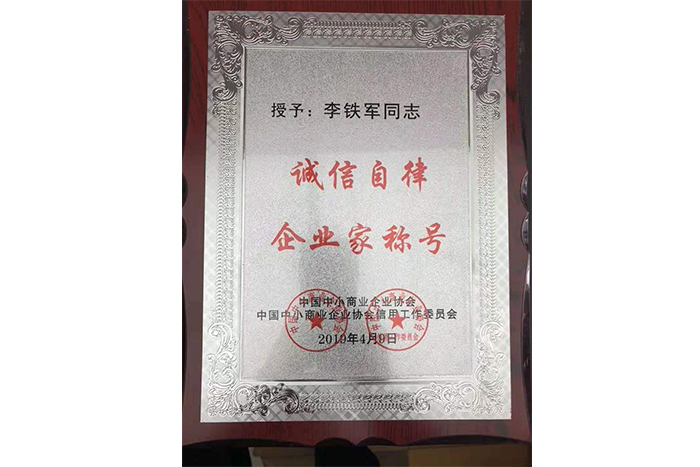 授予：李铁军同志
诚信自律
企业家称号
中国中小商业企业协会
中国中小商业企业协会信用工作委员会
2019年4月9日